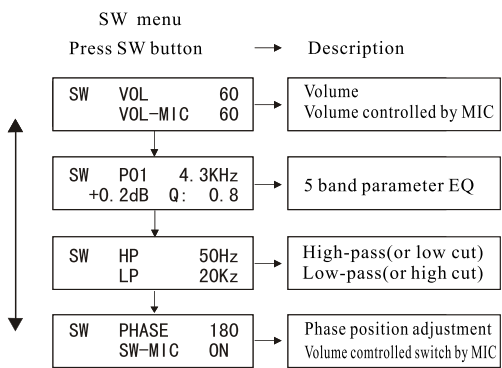 SW menu
Press SW button → Description
SW VOL 60
VOL-MIC 60
Volume
Volume controlled by MIC
SW P01 4.3KHz
+0.2dB Q: 0.8
5 band parameter EQ
SW HP 50Hz
LP 20Kz
High-pass(or low cut)
Low-pass(or high cut)
SW PHASE 180
SW-MIC ON
Phase position adjustment
Volume comtrolled switch by MIC